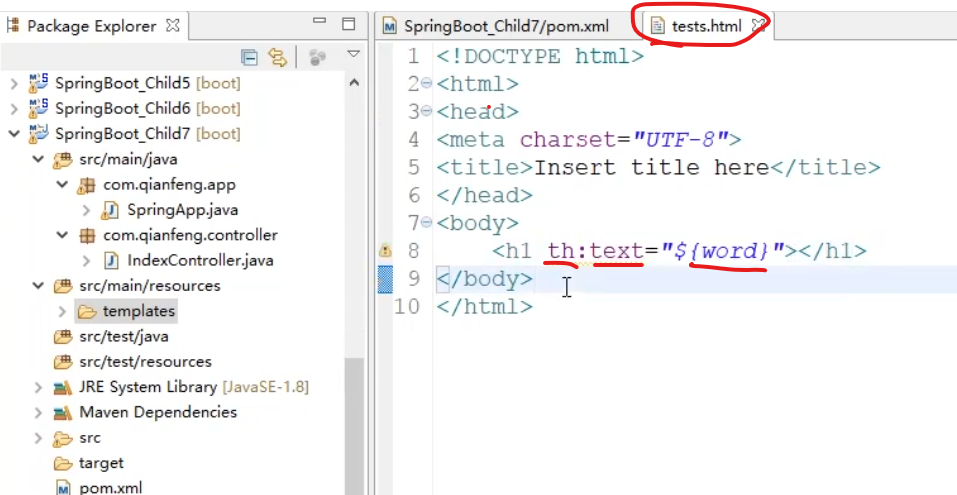 Package Explorer
SpringBoot_Child5 [boot]
SpringBoot_Child6 [boot]
SpringBoot_Child7 [boot]
src/main/java
com.qianfeng.app
SpringApp.java
com.qianfeng.controller
IndexController.java
src/main/resources
templates
src/test/java
src/test/resources
JRE System Library [JavaSE-1.8]
Maven Dependencies
src
target
pom.xml
SpringBoot_Child7/pom.xml
tests.html
1 <!DOCTYPE html>
2 <html>
3 <head>
4 <meta charset="UTF-8">
5 <title>Insert title here</title>
6 </head>
7 <body>
8 <h1 th:text="${word}"></h1>
9 </body>
10 </html>